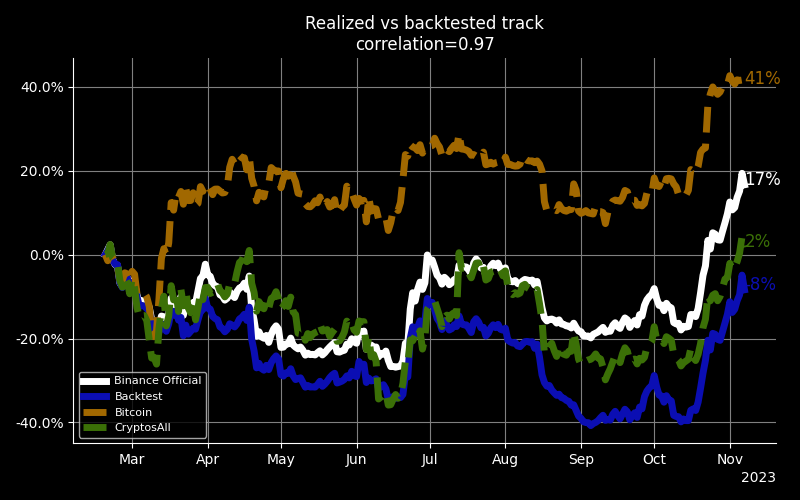 Realized vs backtested track
correlation=0.97
40.0%
20.0%
0.0%
-20.0%
-40.0%
41%
17%
2%
-8%
Binance Official
Backtest
Bitcoin
CryptosAll
Mar
Apr
May
Jun
Jul
Aug
Sep
Oct
Nov
2023